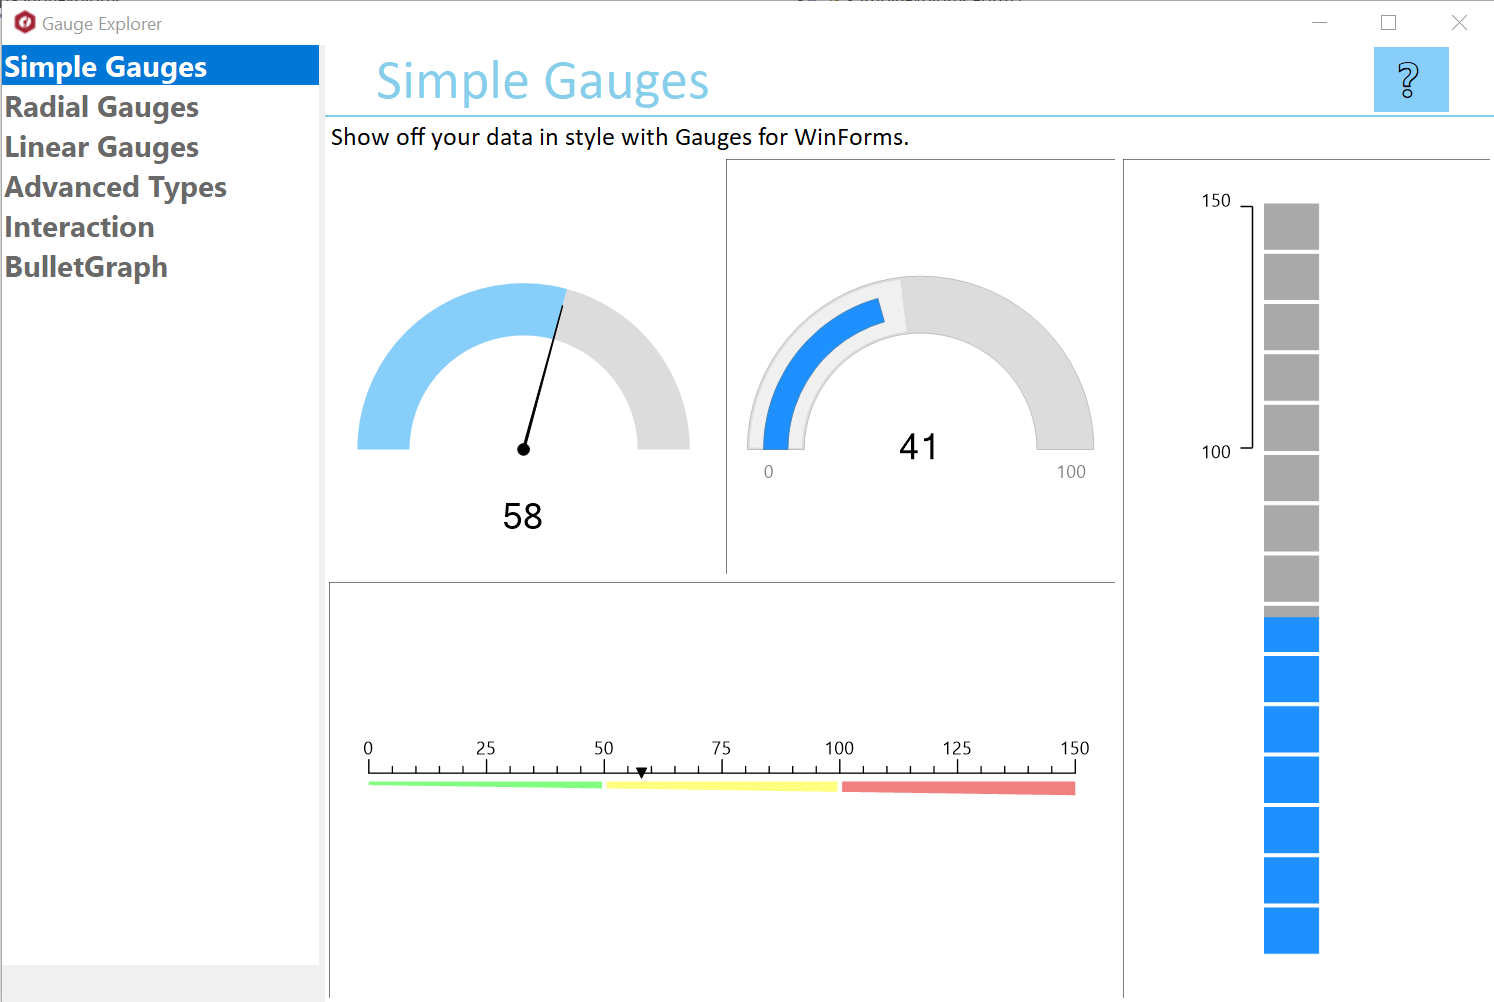 Gauge Explorer
Simple Gauges
Radial Gauges
Linear Gauges
Advanced Types
Interaction
BulletGraph
Simple Gauges
?
Show off your data in style with Gauges for WinForms.
58
41
0 100
150
100
0 25 50 75 100 125 150